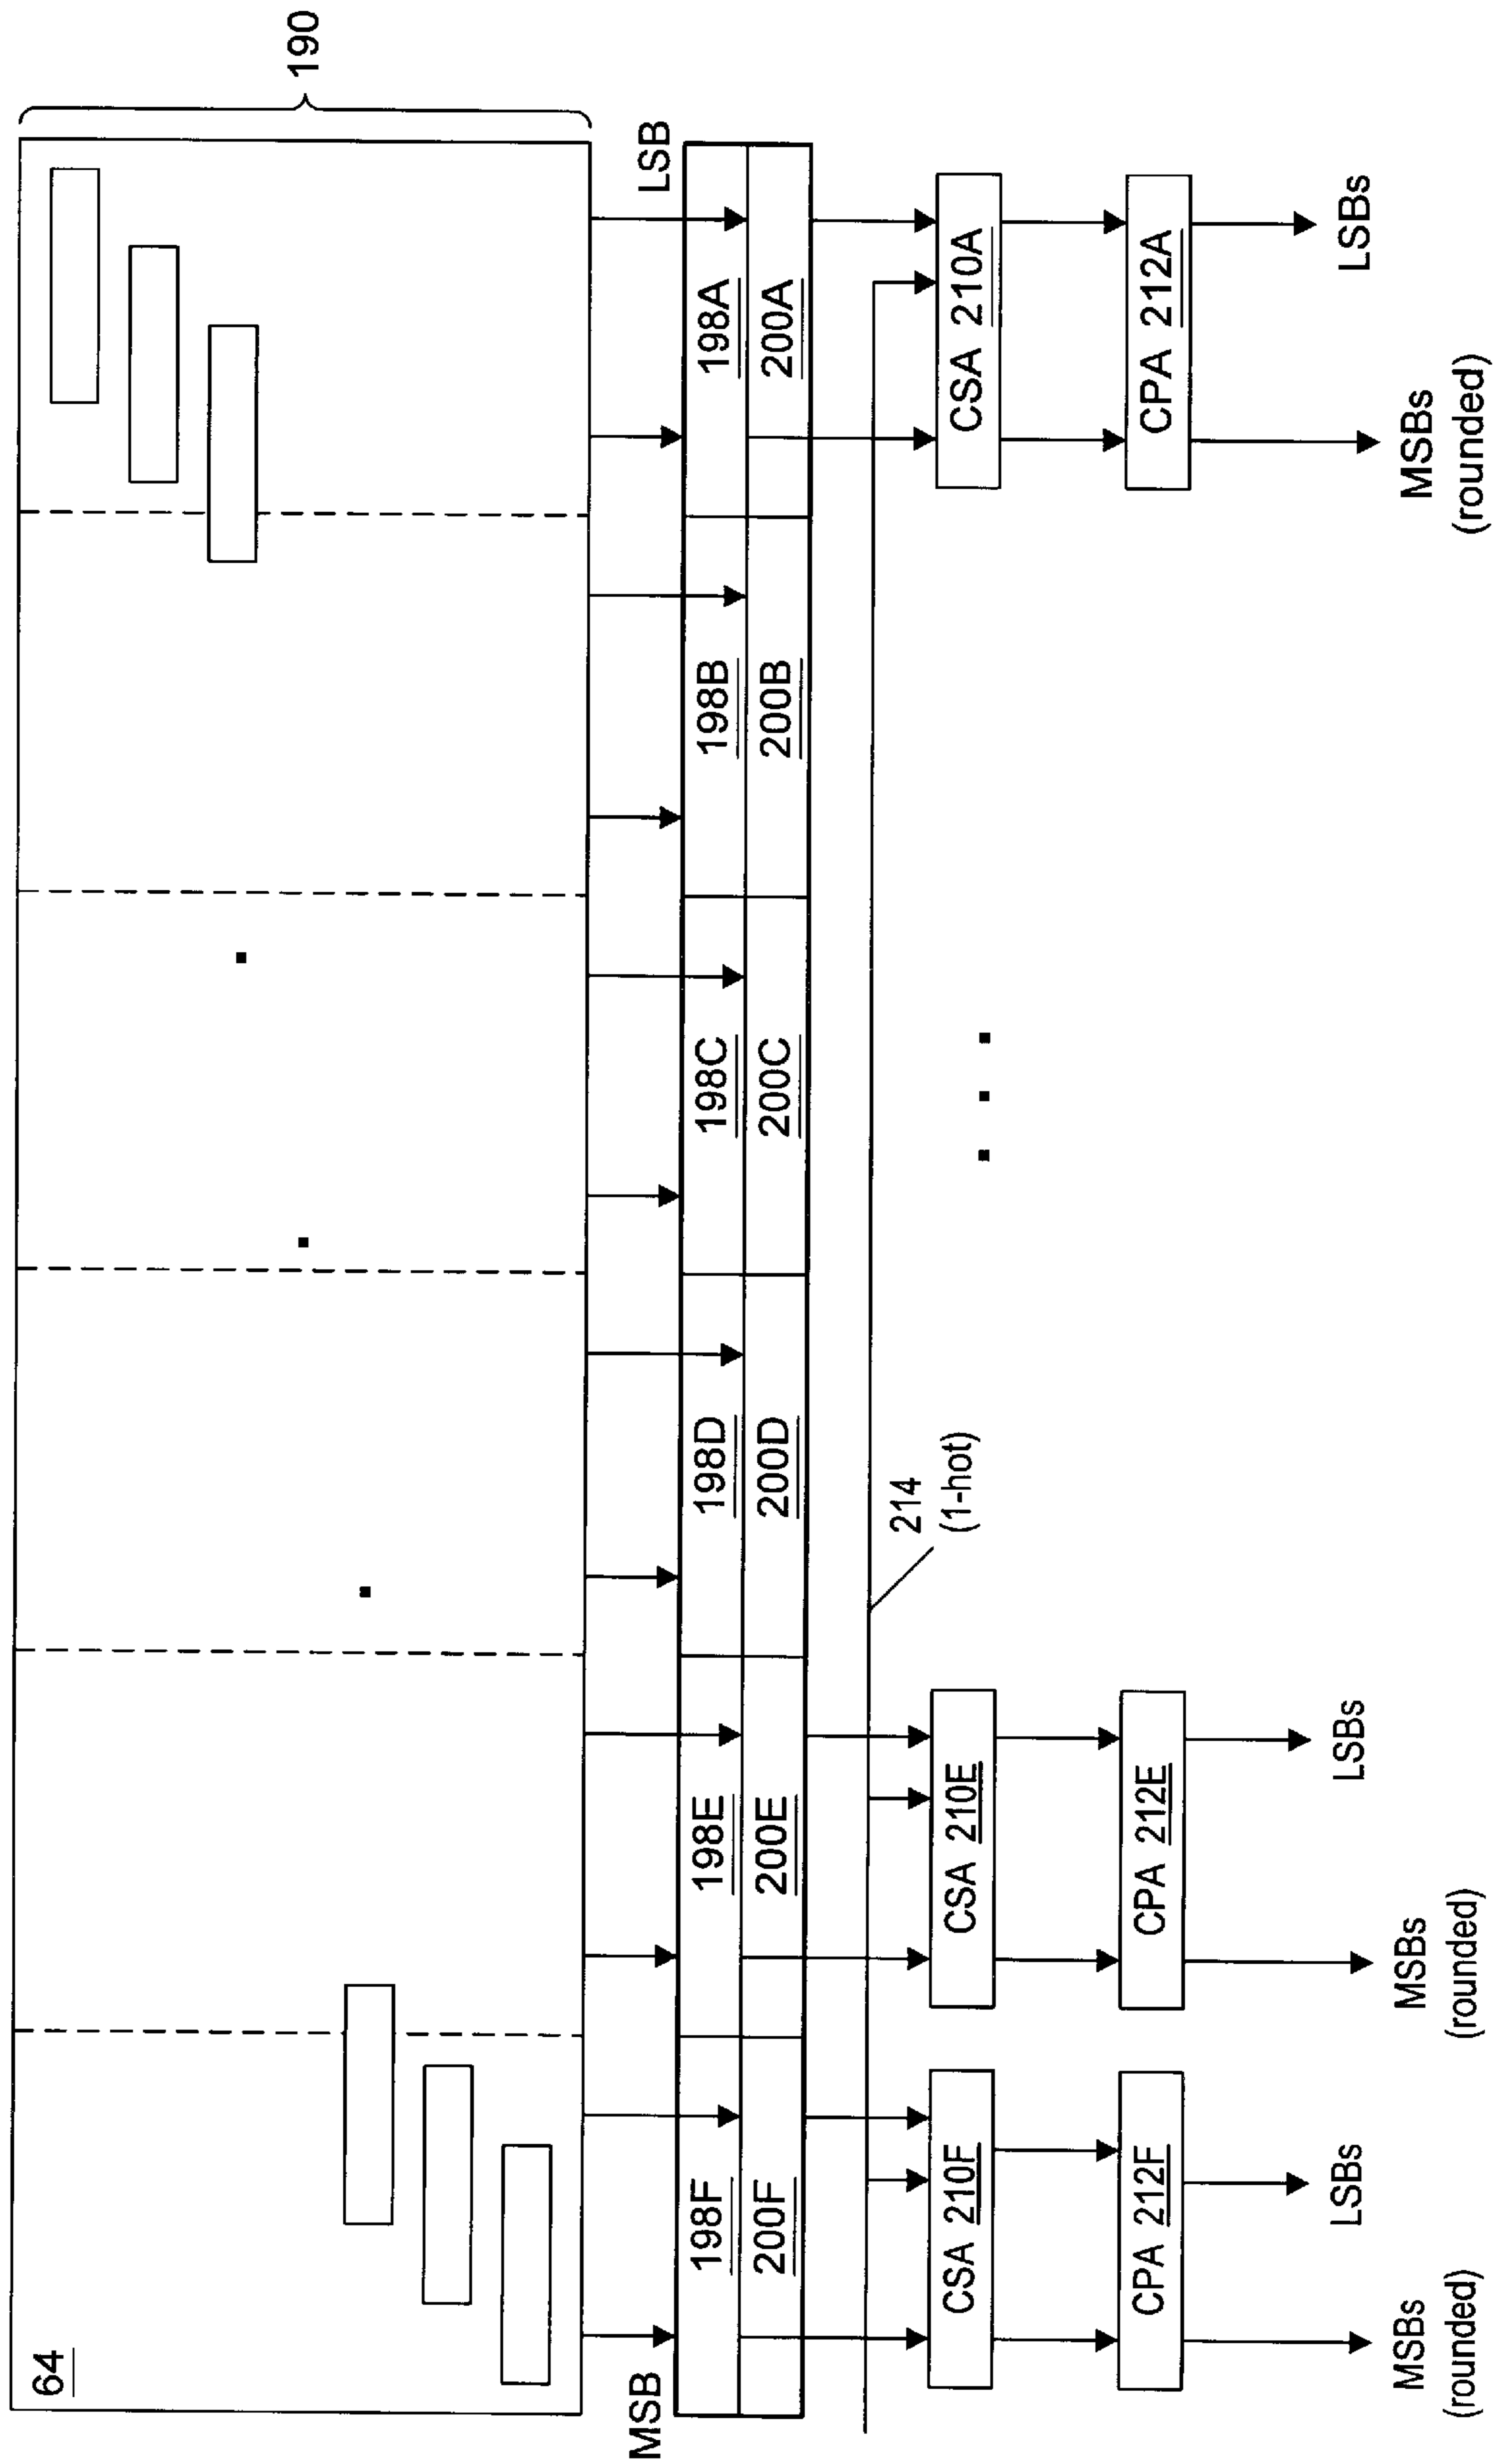 64
190
MSB
LSB
198F
198E
198D
198C
198B
198A
200F
200E
200D
200C
200B
200A
214
(1-hot)
CSA 210F
CSA 210E
CSA 210A
CPA 212F
CPA 212E
CPA 212A
MSBs
(rounded)
LSBs
MSBs
(rounded)
LSBs
MSBs
(rounded)
LSBs